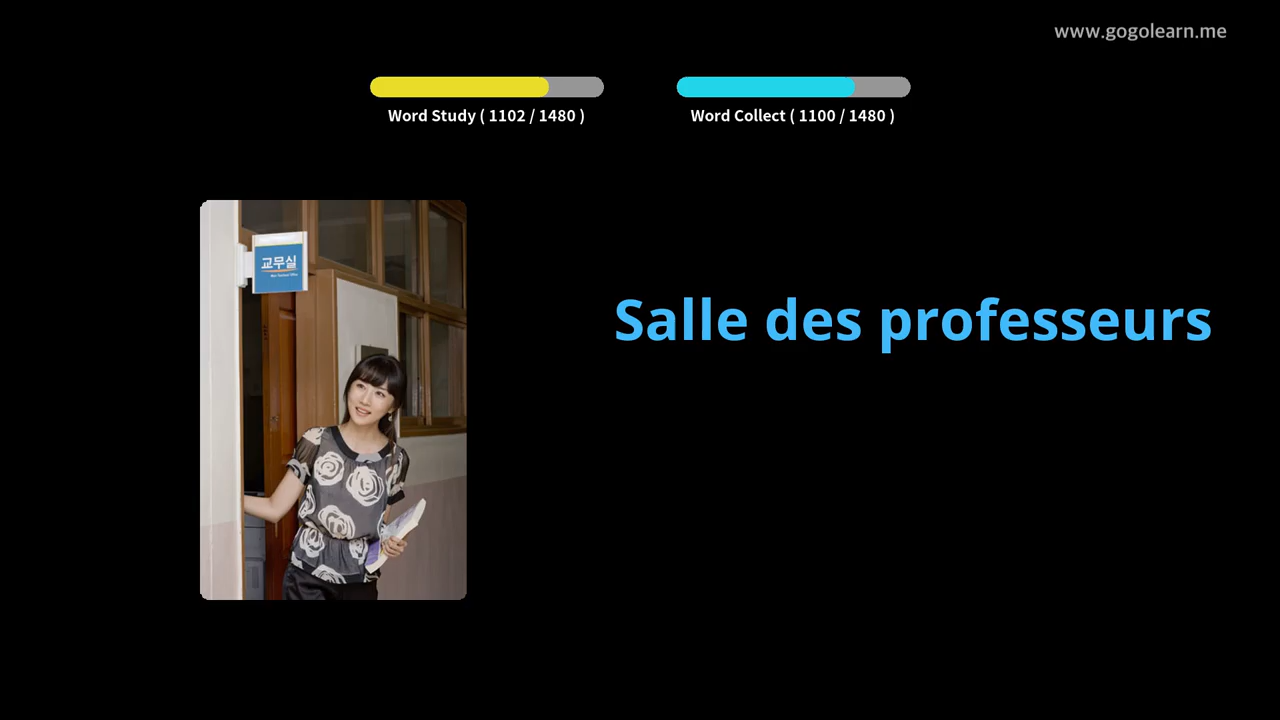 www.gogolearn.me
Word Study ( 1102 / 1480 )
Word Collect ( 1100 / 1480 )
교무실
Salle des professeurs